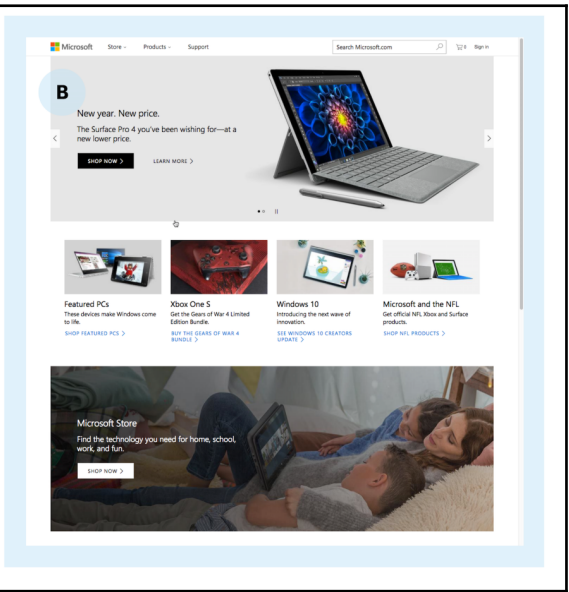 Microsoft Store Products Support Search Microsoft.com 0 Sign in
B
New year. New price.
The Surface Pro 4 you've been wishing for—at a
new lower price.
SHOP NOW > LEARN MORE >
Featured PCs
These devices make Windows come
to life.
SHOP FEATURED PCS >
Xbox One S
Get the Gears of War 4 Limited
Edition Bundle.
BUY THE GEARS OF WAR 4
BUNDLE >
Windows 10
Introducing the next wave of
innovation.
SEE WINDOWS 10 CREATORS
UPDATE >
Microsoft and the NFL
Get official NFL Xbox and Surface
products.
SHOP NFL PRODUCTS >
Microsoft Store
Find the technology you need for home, school,
work, and fun.
SHOP NOW >